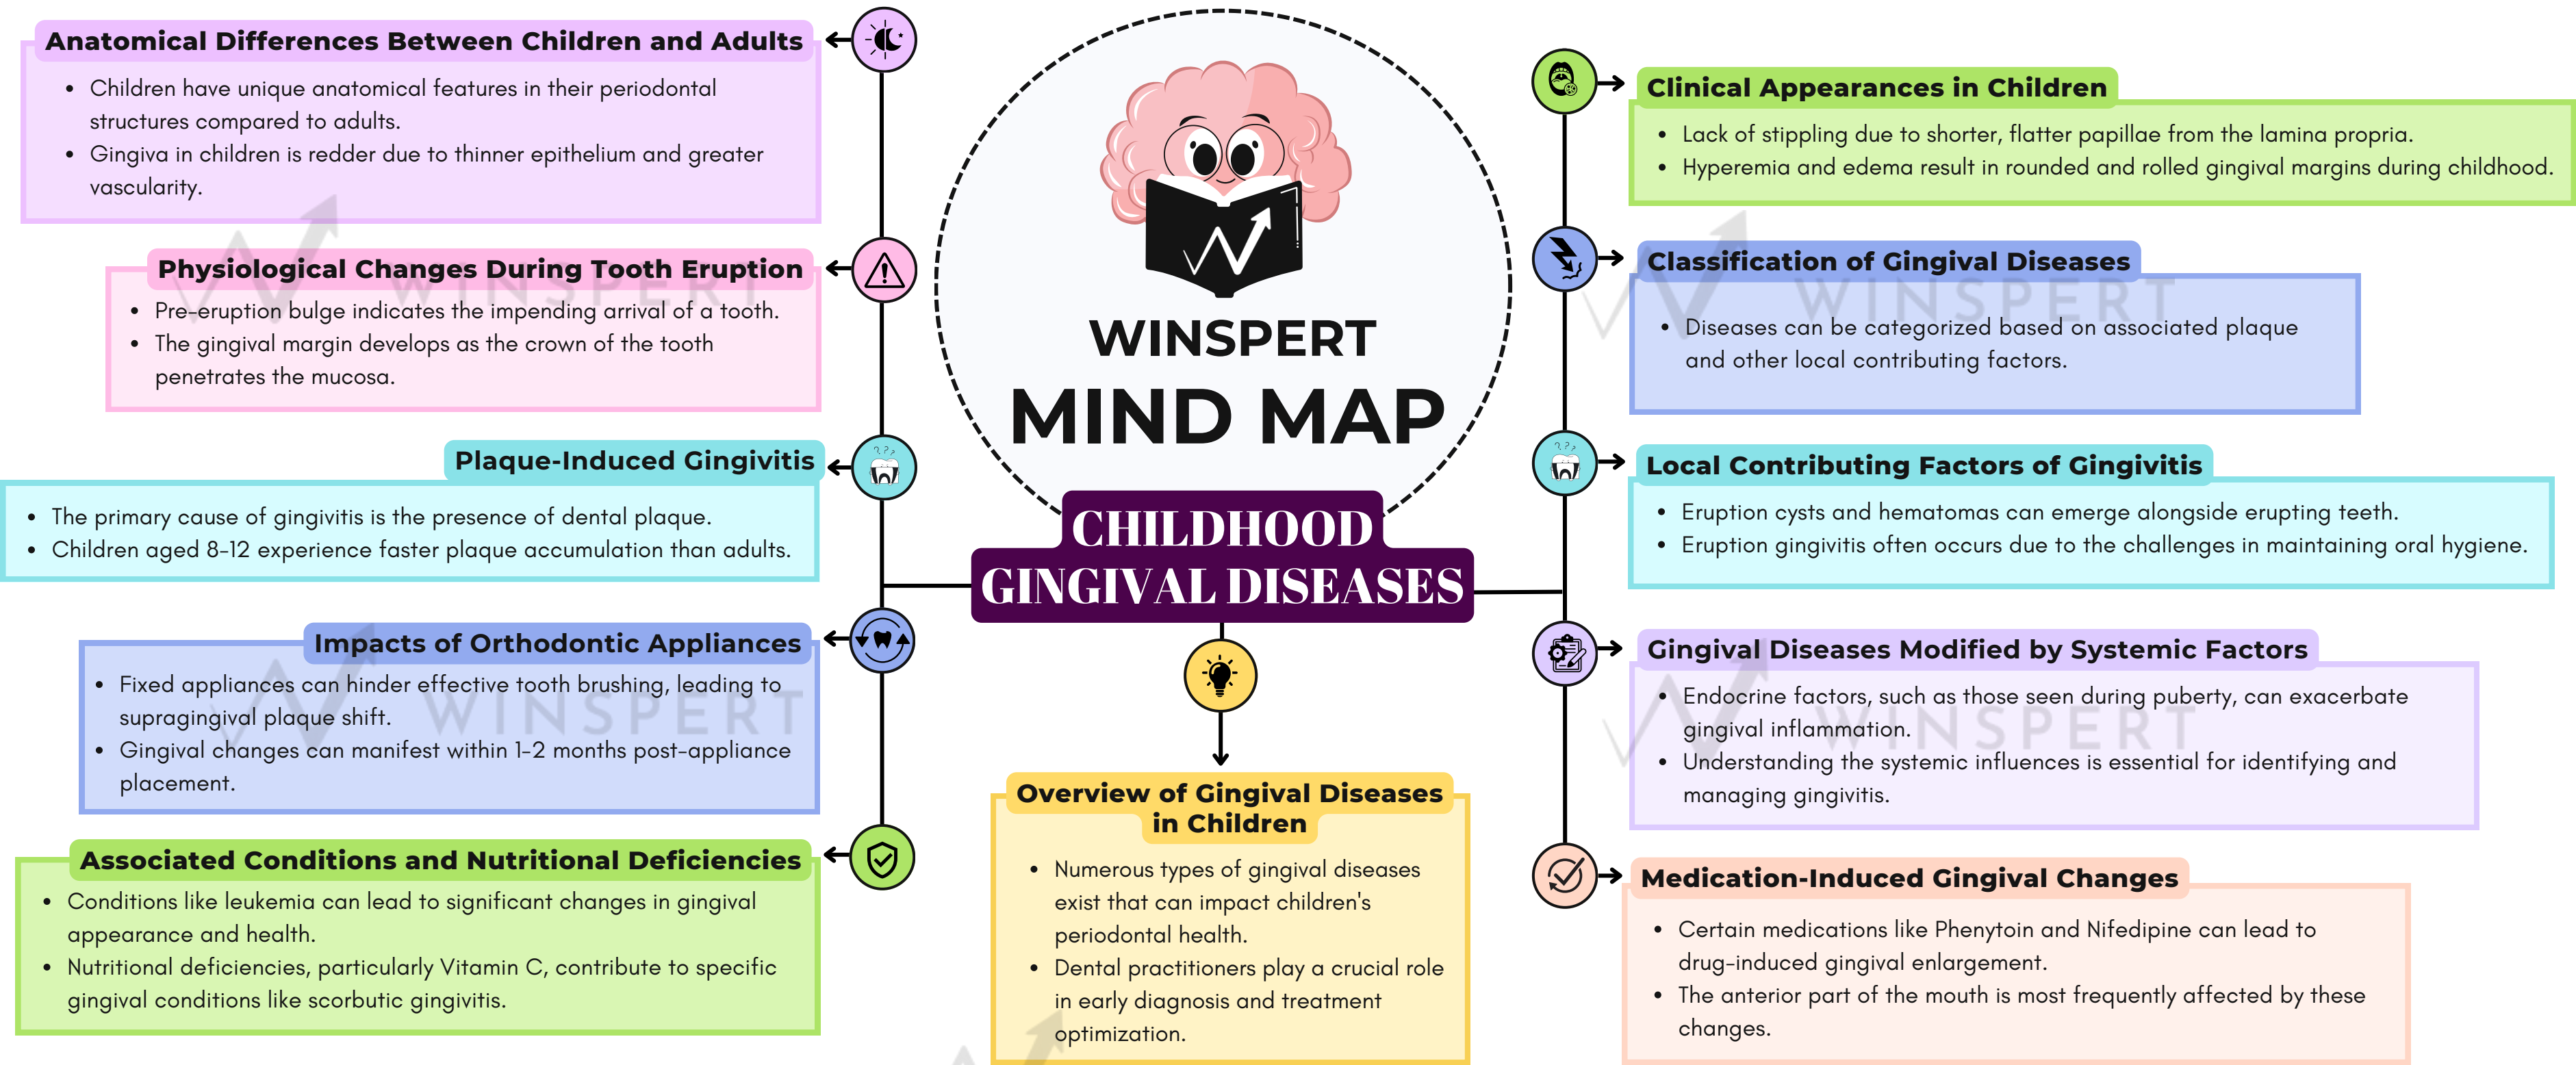 Anatomical Differences Between Children and Adults
• Children have unique anatomical features in their periodontal
structures compared to adults.
• Gingiva in children is redder due to thinner epithelium and greater
vascularity.
Physiological Changes During Tooth Eruption
• Pre-eruption bulge indicates the impending arrival of a tooth.
• The gingival margin develops as the crown of the tooth
penetrates the mucosa.
Plaque-Induced Gingivitis
• The primary cause of gingivitis is the presence of dental plaque.
• Children aged 8-12 experience faster plaque accumulation than adults.
Impacts of Orthodontic Appliances
• Fixed appliances can hinder effective tooth brushing, leading to
supragingival plaque shift.
• Gingival changes can manifest within 1-2 months post-appliance
placement.
Associated Conditions and Nutritional Deficiencies
• Conditions like leukemia can lead to significant changes in gingival
appearance and health.
• Nutritional deficiencies, particularly Vitamin C, contribute to specific
gingival conditions like scorbutic gingivitis.
WINSPERT
MIND MAP
CHILDHOOD
GINGIVAL DISEASES
Overview of Gingival Diseases
in Children
• Numerous types of gingival diseases
exist that can impact children's
periodontal health.
• Dental practitioners play a crucial role
in early diagnosis and treatment
optimization.
Clinical Appearances in Children
• Lack of stippling due to shorter, flatter papillae from the lamina propria.
• Hyperemia and edema result in rounded and rolled gingival margins during childhood.
Classification of Gingival Diseases
• Diseases can be categorized based on associated plaque
and other local contributing factors.
Local Contributing Factors of Gingivitis
• Eruption cysts and hematomas can emerge alongside erupting teeth.
• Eruption gingivitis often occurs due to the challenges in maintaining oral hygiene.
Gingival Diseases Modified by Systemic Factors
• Endocrine factors, such as those seen during puberty, can exacerbate
gingival inflammation.
• Understanding the systemic influences is essential for identifying and
managing gingivitis.
Medication-Induced Gingival Changes
• Certain medications like Phenytoin and Nifedipine can lead to
drug-induced gingival enlargement.
• The anterior part of the mouth is most frequently affected by these
changes.
WINSPERT
WINSPERT
WINSPERT
WINSPERT
???
???